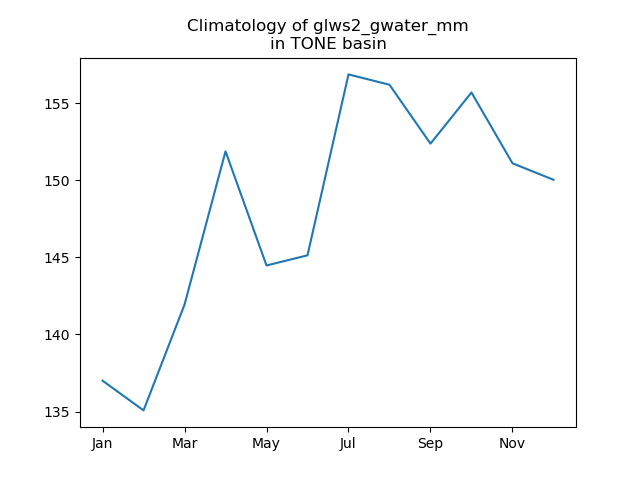 Climatology of glws2_gwater_mm
in TONE basin
155
150
145
140
135
Jan
Mar
May
Jul
Sep
Nov